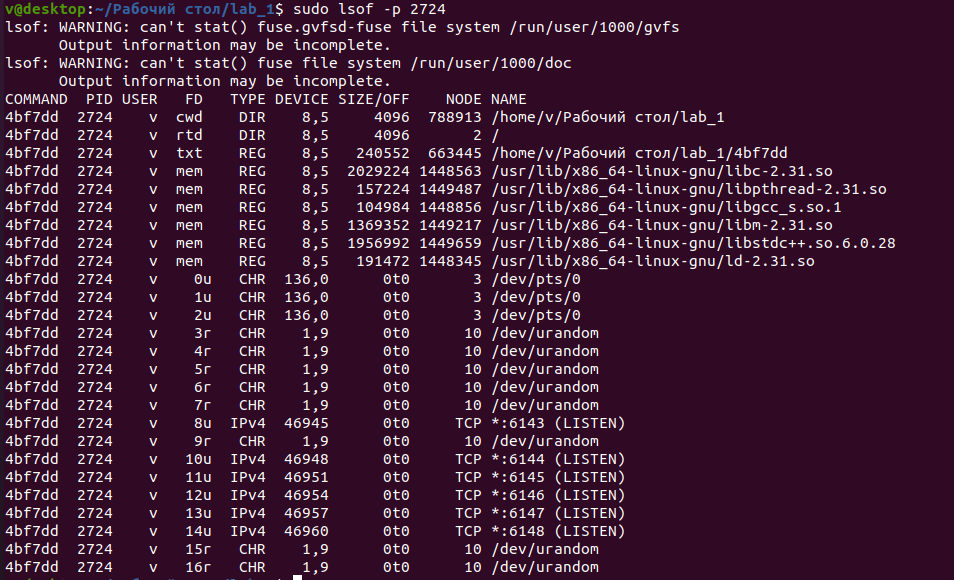 v@desktop:~/Рабочий стол/lab_1$ sudo lsof -p 2724
lsof: WARNING: can't stat() fuse.gvfsd-fuse file system /run/user/1000/gvfs
      Output information may be incomplete.
lsof: WARNING: can't stat() fuse file system /run/user/1000/doc
      Output information may be incomplete.
COMMAND  PID USER   FD   TYPE DEVICE SIZE/OFF    NODE NAME
4bf7dd  2724    v  cwd    DIR    8,5     4096  788913 /home/v/Рабочий стол/lab_1
4bf7dd  2724    v  rtd    DIR    8,5     4096       2 /
4bf7dd  2724    v  txt    REG    8,5   240552  663445 /home/v/Рабочий стол/lab_1/4bf7dd
4bf7dd  2724    v  mem    REG    8,5  2029224 1448563 /usr/lib/x86_64-linux-gnu/libc-2.31.so
4bf7dd  2724    v  mem    REG    8,5   157224 1449487 /usr/lib/x86_64-linux-gnu/libpthread-2.31.so
4bf7dd  2724    v  mem    REG    8,5   104984 1448856 /usr/lib/x86_64-linux-gnu/libgcc_s.so.1
4bf7dd  2724    v  mem    REG    8,5  1369352 1449217 /usr/lib/x86_64-linux-gnu/libm-2.31.so
4bf7dd  2724    v  mem    REG    8,5  1956992 1449659 /usr/lib/x86_64-linux-gnu/libstdc++.so.6.0.28
4bf7dd  2724    v  mem    REG    8,5   191472 1448345 /usr/lib/x86_64-linux-gnu/ld-2.31.so
4bf7dd  2724    v    0u   CHR  136,0      0t0       3 /dev/pts/0
4bf7dd  2724    v    1u   CHR  136,0      0t0       3 /dev/pts/0
4bf7dd  2724    v    2u   CHR  136,0      0t0       3 /dev/pts/0
4bf7dd  2724    v    3r   CHR    1,9      0t0      10 /dev/urandom
4bf7dd  2724    v    4r   CHR    1,9      0t0      10 /dev/urandom
4bf7dd  2724    v    5r   CHR    1,9      0t0      10 /dev/urandom
4bf7dd  2724    v    6r   CHR    1,9      0t0      10 /dev/urandom
4bf7dd  2724    v    7r   CHR    1,9      0t0      10 /dev/urandom
4bf7dd  2724    v    8u  IPv4  46945      0t0     TCP *:6143 (LISTEN)
4bf7dd  2724    v    9r   CHR    1,9      0t0      10 /dev/urandom
4bf7dd  2724    v   10u  IPv4  46948      0t0     TCP *:6144 (LISTEN)
4bf7dd  2724    v   11u  IPv4  46951      0t0     TCP *:6145 (LISTEN)
4bf7dd  2724    v   12u  IPv4  46954      0t0     TCP *:6146 (LISTEN)
4bf7dd  2724    v   13u  IPv4  46957      0t0     TCP *:6147 (LISTEN)
4bf7dd  2724    v   14u  IPv4  46960      0t0     TCP *:6148 (LISTEN)
4bf7dd  2724    v   15r   CHR    1,9      0t0      10 /dev/urandom
4bf7dd  2724    v   16r   CHR    1,9      0t0      10 /dev/urandom